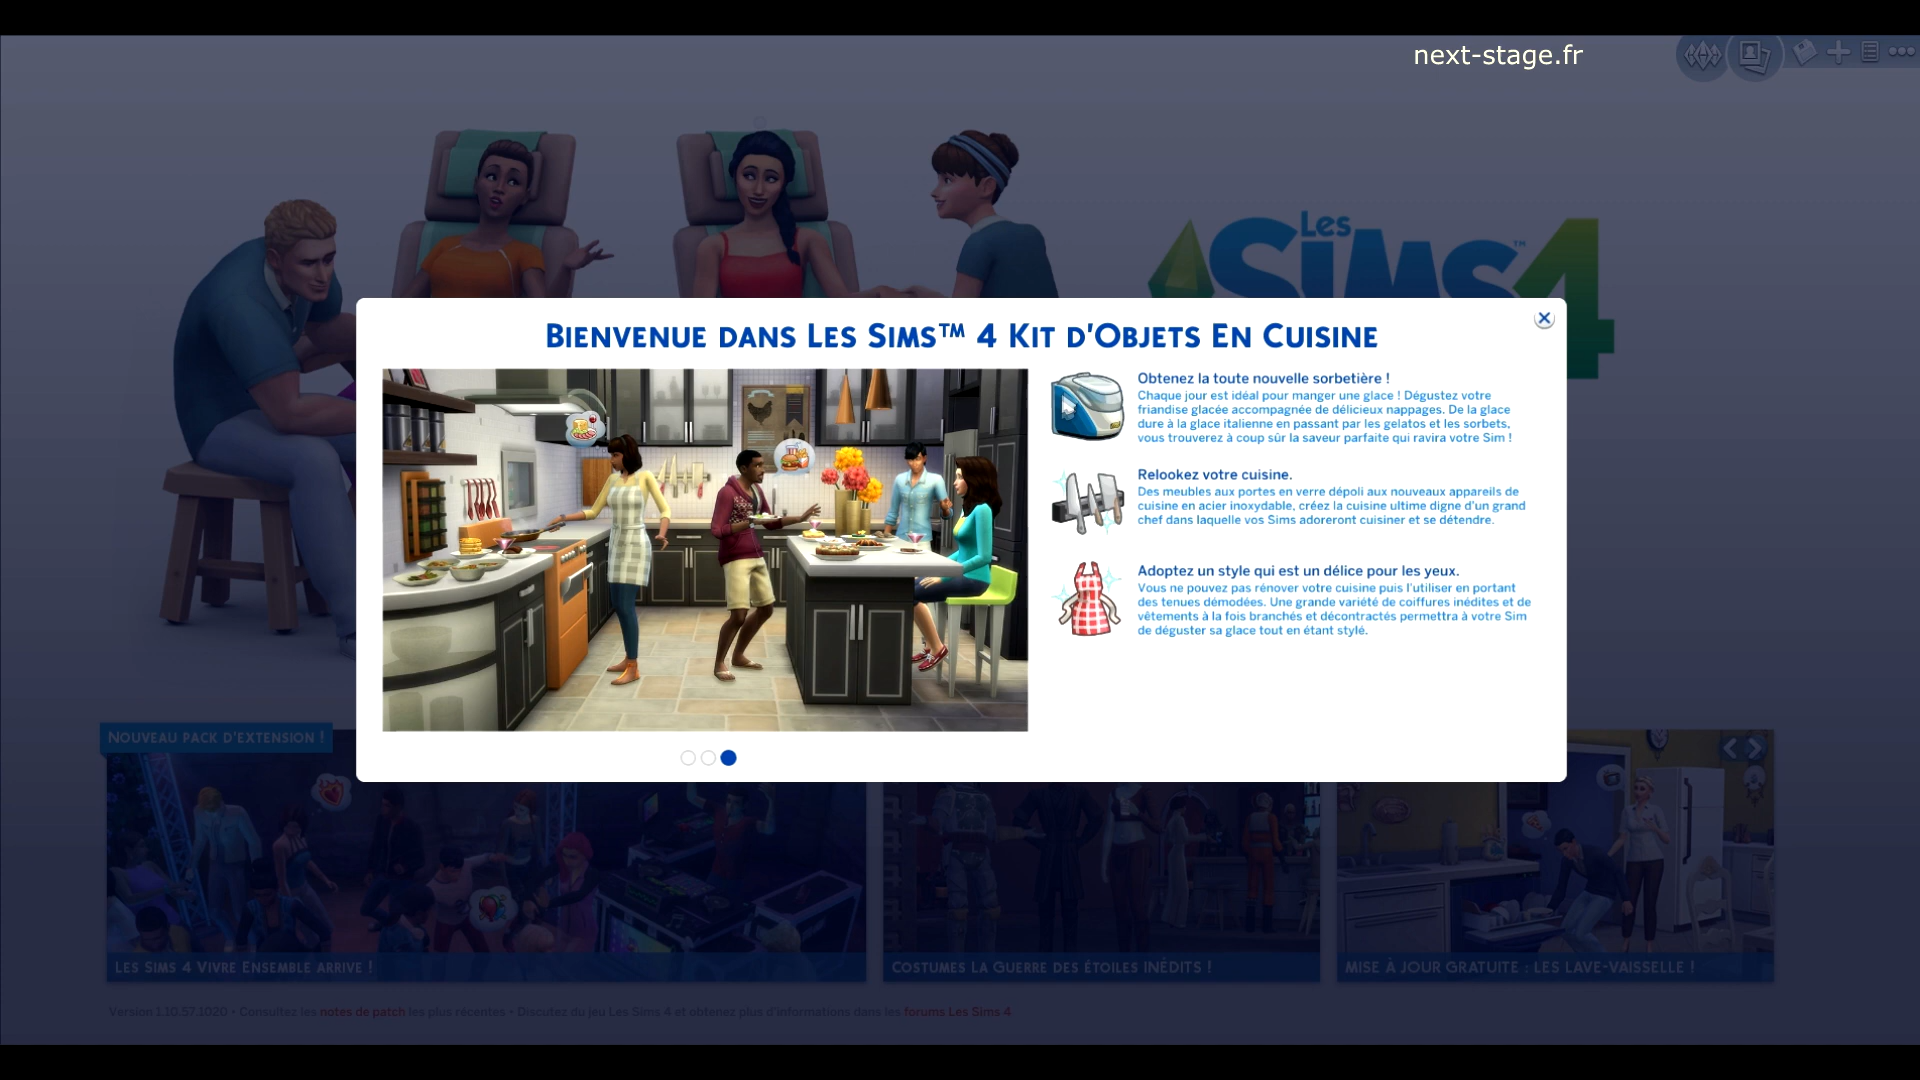 next-stage.fr
Les
Sims™ 4
Bienvenue dans Les Sims™ 4 Kit d'Objets En Cuisine
Obtenez la toute nouvelle sorbetière !
Chaque jour est idéal pour manger une glace ! Dégustez votre
friandise glacée accompagnée de délicieux nappages. De la glace
dure à la glace italienne en passant par les gelatos et les sorbets,
vous trouverez à coup sûr la saveur parfaite qui ravira votre Sim !
Relookez votre cuisine.
Des meubles aux portes en verre dépoli aux nouveaux appareils de
cuisine en acier inoxydable, créez la cuisine ultime digne d'un grand
chef dans laquelle vos Sims adoreront cuisiner et se détendre.
Adoptez un style qui est un délice pour les yeux.
Vous ne pouvez pas rénover votre cuisine puis l'utiliser en portant
des tenues démodées. Une grande variété de coiffures inédites et de
vêtements à la fois branchés et décontractés permettra à votre Sim
de déguster sa glace tout en étant stylé.
Nouveau pack d'extension !
Les Sims 4 Vivre Ensemble arrive !
Costumes La Guerre des étoiles INÉDITS !
Mise à jour gratuite : les lave-vaisselle !
Version 1.10.57.1020 • Consultez les notes de patch les plus récentes • Discutez du jeu Les Sims 4 et obtenez plus d'informations dans les forums Les Sims 4